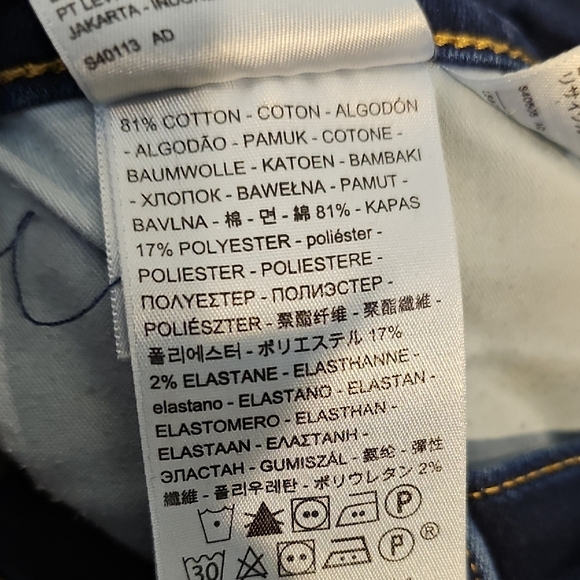 JAKARTA - INDO
S40113 AD
81% COTTON - COTON - ALGODÓN
- ALGODÃO - PAMUK - COTONE -
BAUMWOLLE - KATOEN - BAMBAKI
- ХЛОПОК - BAWEŁNA - PAMUT -
BAVLNA - 棉 - 면 - 綿 81% - KAPAS
17% POLYESTER - poliéster -
POLIESTER - POLIESTERE -
ΠΟΛΥΕΣΤΕΡ - ПОЛИЭСТЕР -
POLIÉSZTER - 聚酯纤维 - 聚酯纖維 -
폴리에스터 - ポリエステル 17%
2% ELASTANE - ELASTHANNE -
elastano - ELASTANO - ELASTAN -
ELASTOMERO - ELASTHAN -
ELASTAAN - ΕΛΑΣΤΑΝΗ -
ЭЛАСТАН - GUMISZÁL - 氨纶 - 彈性
纖維 - 폴리우레탄 - ポリウレタン 2%
P
P ®
30